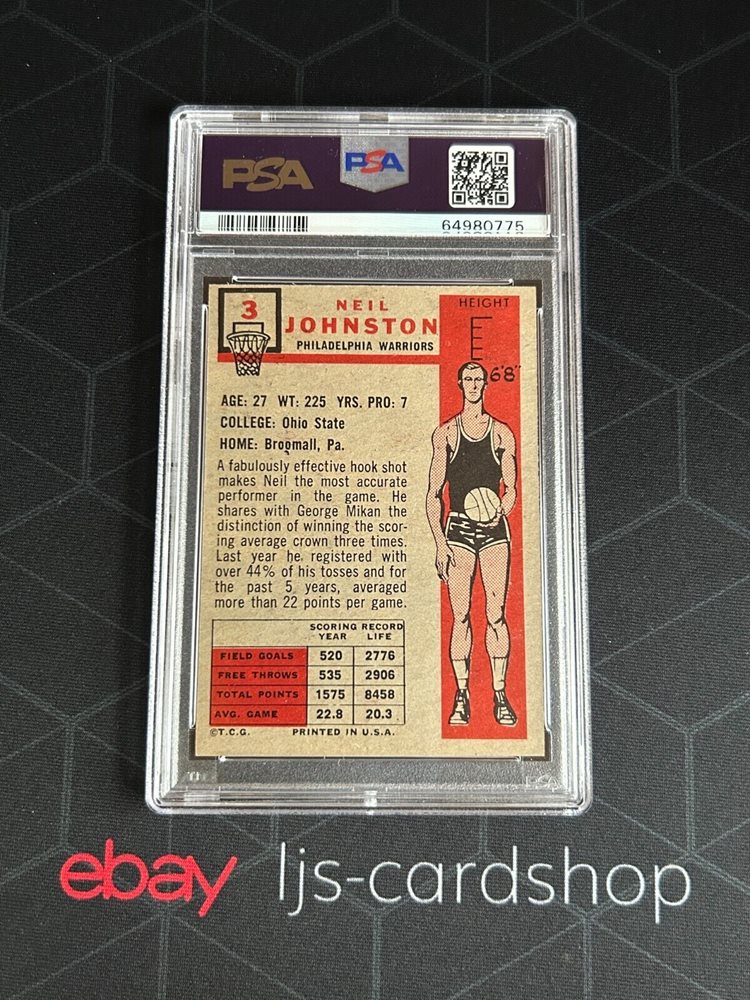 PSA
PSA
64980775
3
NEIL
JOHNSTON
PHILADELPHIA WARRIORS
HEIGHT
6'8"
AGE: 27 WT: 225 YRS. PRO: 7
COLLEGE: Ohio State
HOME: Broomall, Pa.
A fabulously effective hook shot
makes Neil the most accurate
performer in the game. He
shares with George Mikan the
distinction of winning the scor-
ing average crown three times.
Last year he registered with
over 44% of his tosses and for
the past 5 years, averaged
more than 22 points per game.
SCORING RECORD
YEAR LIFE
FIELD GOALS 520 2776
FREE THROWS 535 2906
TOTAL POINTS 1575 8458
AVG. GAME 22.8 20.3
©T.C.G. PRINTED IN U.S.A.
ebay ljs-cardshop